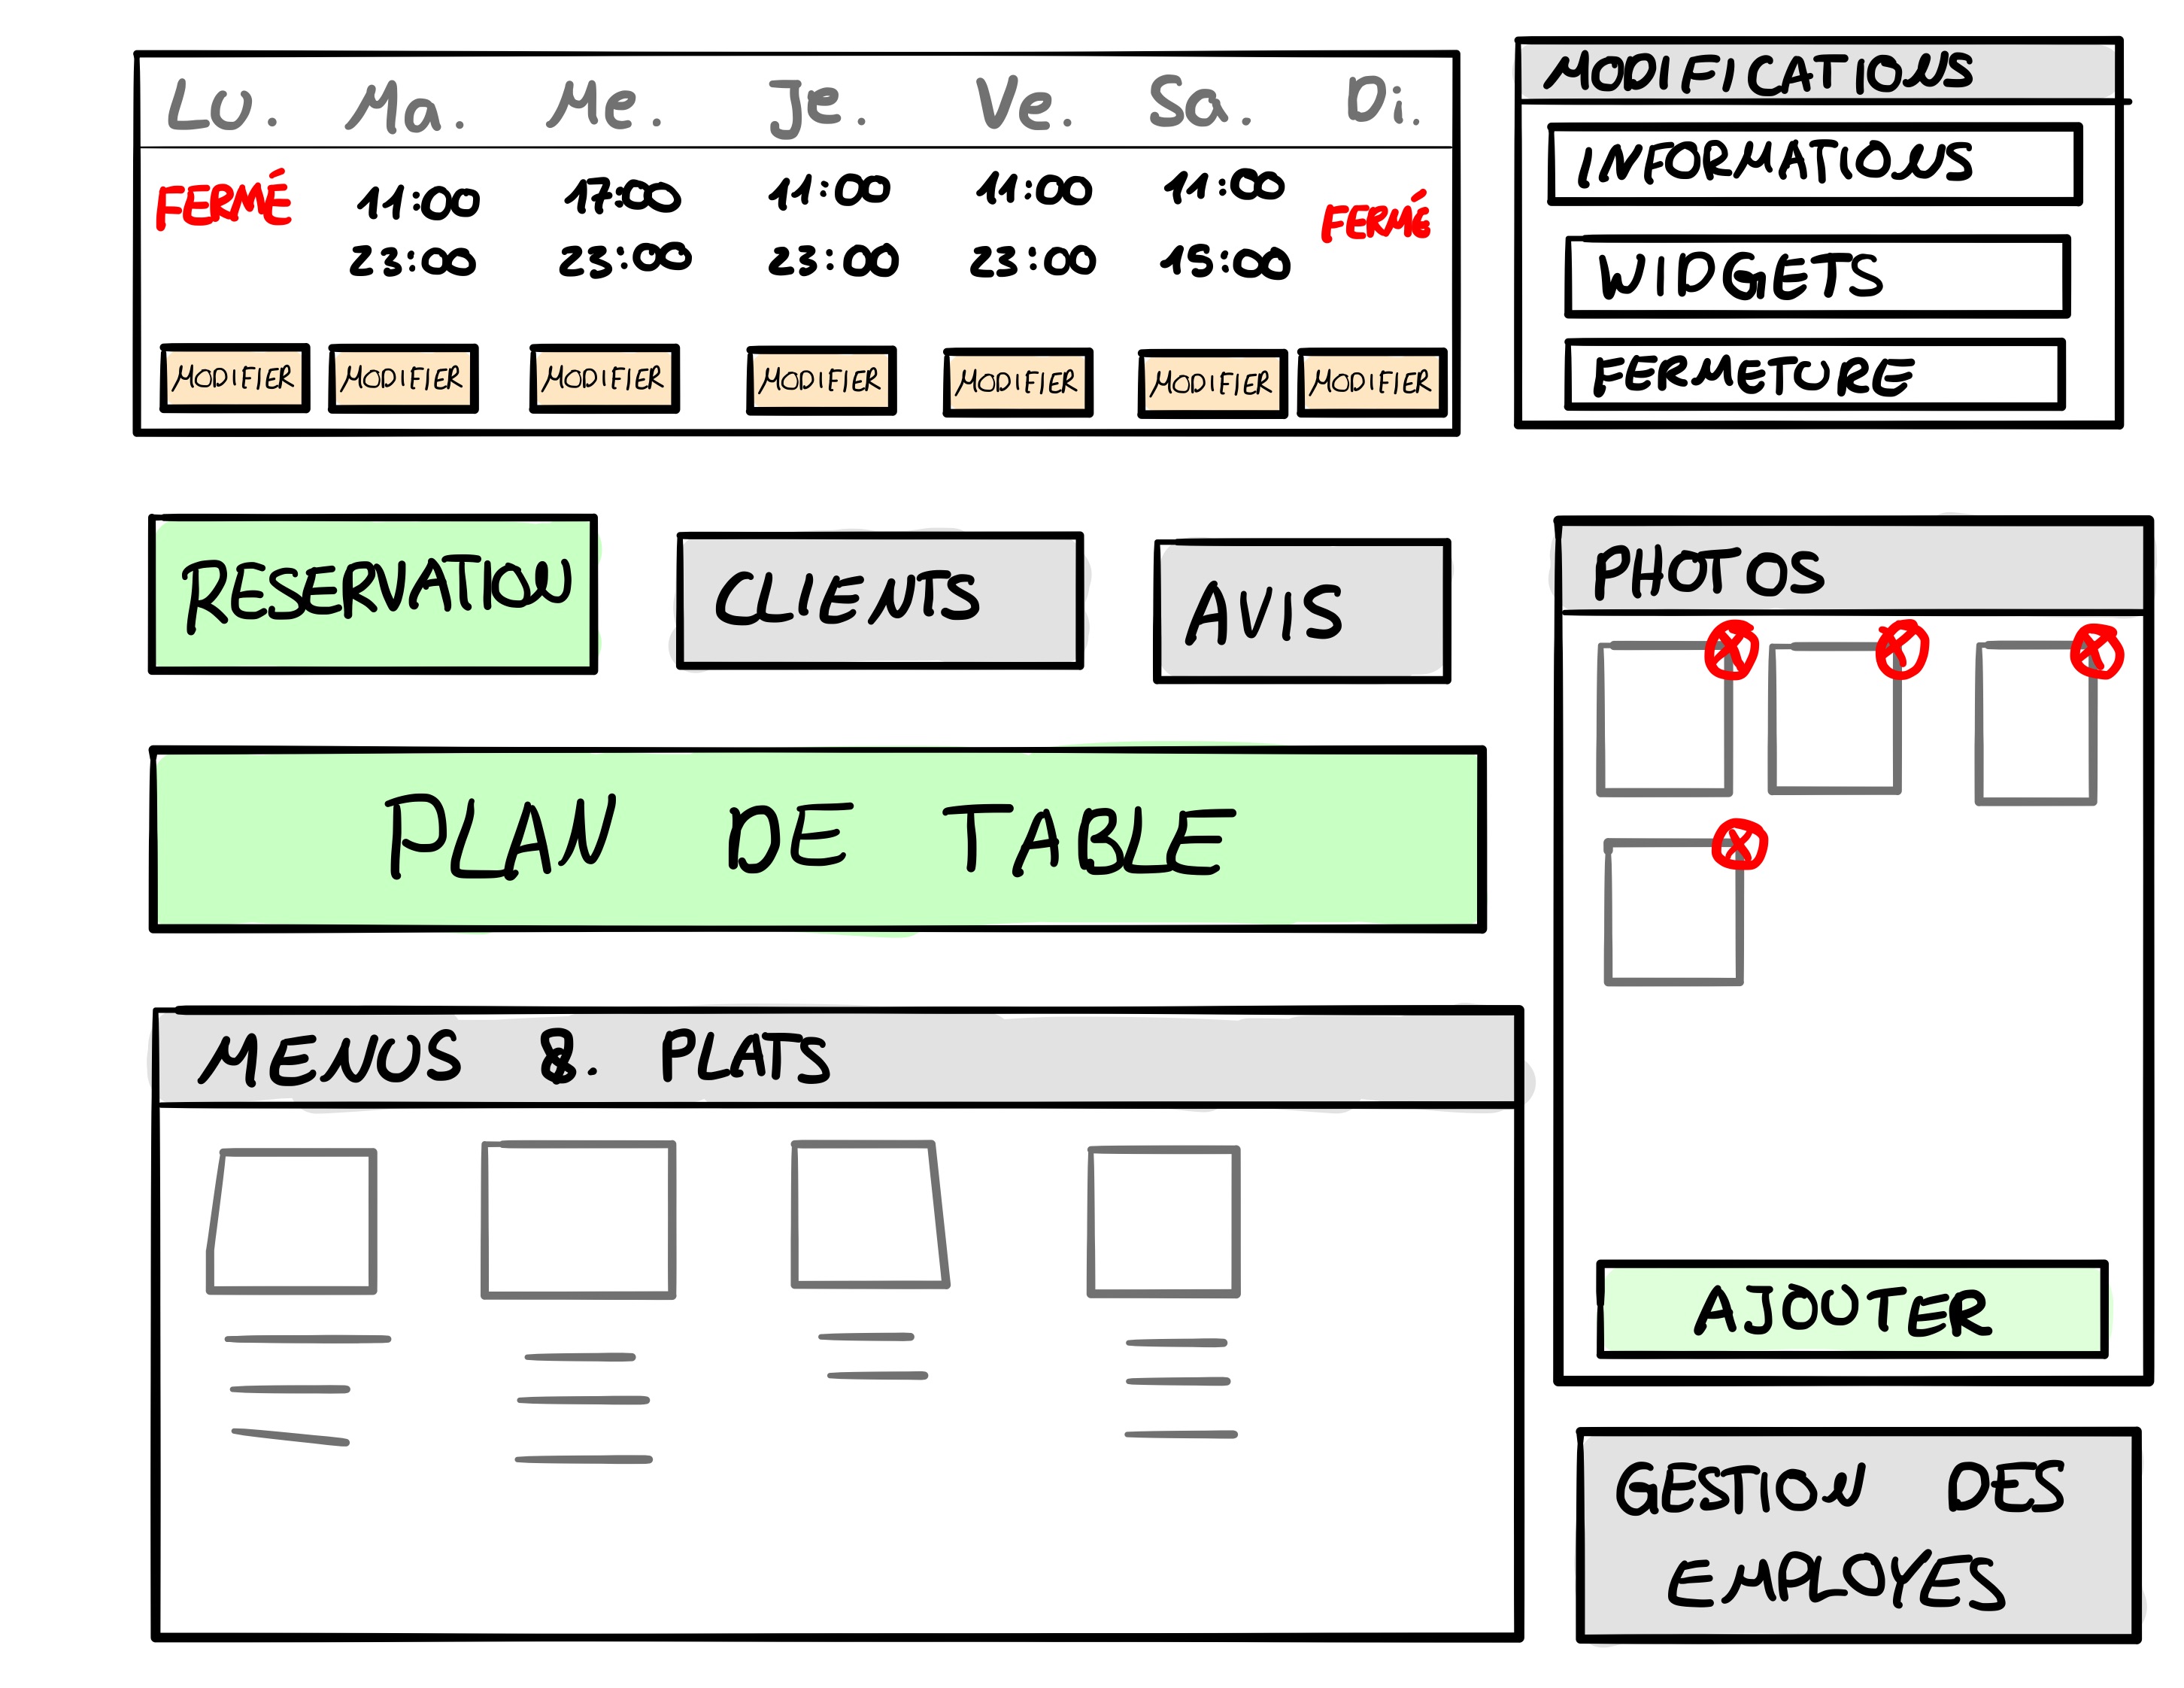 Lu. Ma. Me. Je. Ve. Sa. Di.
FERMÉ 11:00 17:00 11:00 11:00 11:00 FERMÉ
23:00 23:00 23:00 23:00 15:00
MODIFIER MODIFIER MODIFIER MODIFIER MODIFIER MODIFIER MODIFIER
MODIFICATIONS
INFORMATIONS
WIDGETS
FERMETURE
RESERVATION CLIENTS AVIS
PLAN DE TABLE
PHOTOS
X X X
X
AJOUTER
MENUS &. PLATS
GESTION DES
EMPLOYES